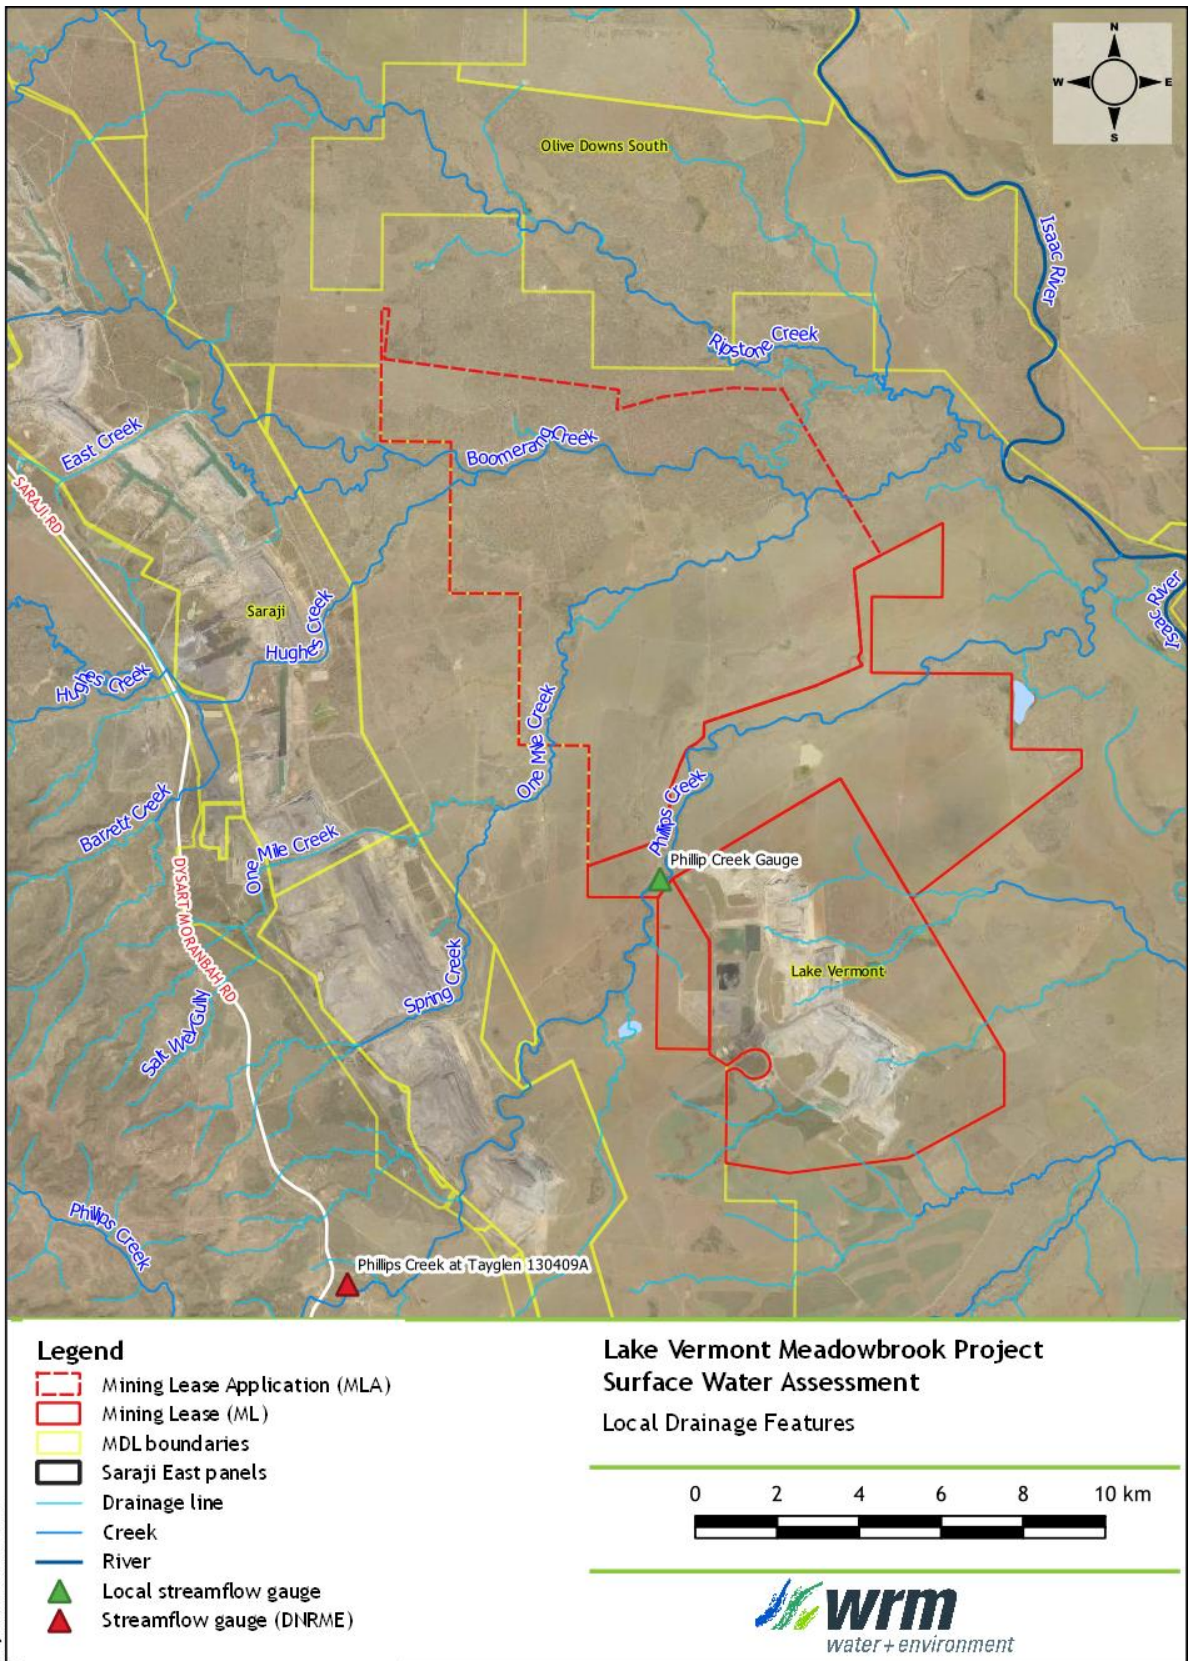 N
W
E
S
Olive Downs South
Isaac River
Ripstone Creek
East Creek
Boomerang Creek
SARAJI RD
Saraji
Hughes Creek
Isaac River
Hughes Creek
One Mile Creek
Barrett Creek
One Mile Creek
Phillips Creek
Phillip Creek Gauge
DYSART MORANBAH RD
Lake Vermont
Spring Creek
Salt Well Gully
Phillips Creek
Phillips Creek at Tayglen 130409A
Legend
Mining Lease Application (MLA)
Mining Lease (ML)
MDL boundaries
Saraji East panels
Drainage line
Creek
River
Local streamflow gauge
Streamflow gauge (DNRME)
Lake Vermont Meadowbrook Project
Surface Water Assessment
Local Drainage Features
0 2 4 6 8 10 km
wrm
water + environment